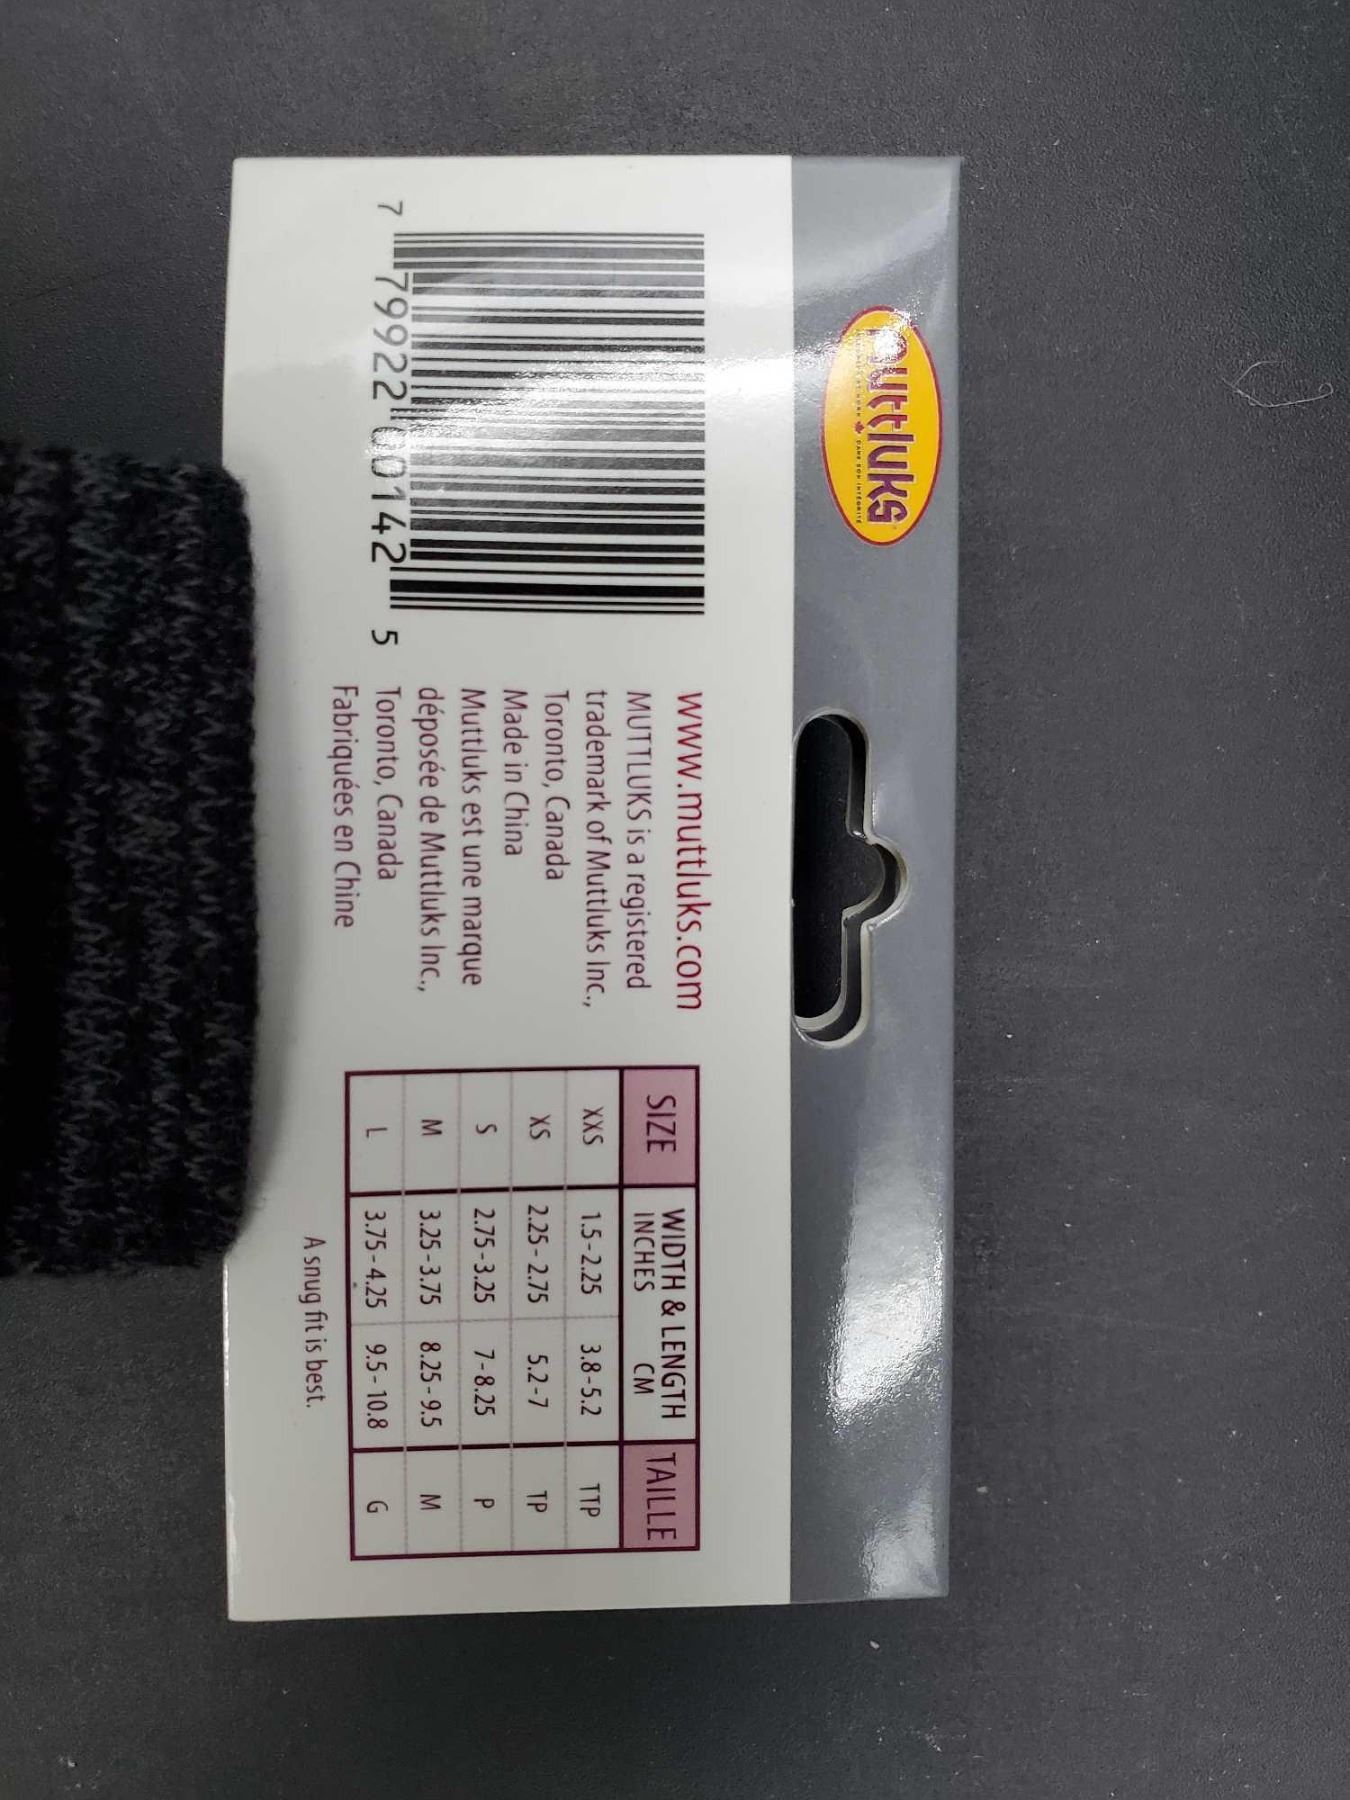 muttluks
7 79922 00142 5
www.muttluks.com
MUTTLUKS is a registered
trademark of Muttluks Inc.,
Toronto, Canada
Made in China
Muttluks est une marque
déposée de Muttluks Inc.,
Toronto, Canada
Fabriquées en Chine
SIZE WIDTH & LENGTH TAILLE
INCHES CM
XXS 1.5 - 2.25 3.8 - 5.2 TTP
XS 2.25 - 2.75 5.2 - 7 TP
S 2.75 - 3.25 7 - 8.25 P
M 3.25 - 3.75 8.25 - 9.5 M
L 3.75 - 4.25 9.5 - 10.8 G
A snug fit is best.